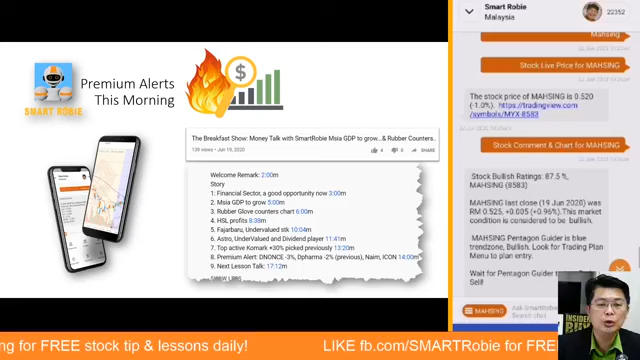 SMART ROBIE
Premium Alerts
This Morning
$
The Breakfast Show: Money Talk with SmartRobie Msia GDP to grow...& Rubber Counters..
139 views • Jun 19, 2020
4
0
SHARE
Welcome Remark: 2:00m
Story
1: Financial Sector, a good opportunity now 3:00m
2. Msia GDP to grow 5:00m
3. Rubber Glove counters chart 6:00m
4. HSL profits 8:38m
5. Fajarbaru, Undervalued stk 10:04m
6. Astro, UnderValued and Dividend player 11:41m
7. Top active Komark +30% picked previously 13:20m
8. Premium Alert: DNONCE -3%, Dpharma -2% (previous), Naim, ICON 14:00m
9. Next Lesson Talk: 17:12m
SHOW LESS
Smart Robie
Malaysia
22352
Mahsing
Stock Live Price for MAHSING
The stock price of MAHSING is 0.520
(-1.0%). https://tradingview.com
/symbols/MYX-8583
Stock Comment & Chart for MAHSING
Stock Bullish Ratings: 87.5 %,
MAHSING (8583)
MAHSING last close (19 Jun 2020) was
RM 0.525, +0.005 (+0.96%). This market
condition is considered to be bullish.
MAHSING Pentagon Guider is blue
trendzone, Bullish. Look for Trading Plan
Menu to plan entry.
Wait for Pentagon Guider
Self!
MAHSING
Ask SmartRobie
Search
INSIDER
BUY
ng for FREE stock tip & lessons daily!
LIKE fb.com/SMARTRobie for FRE